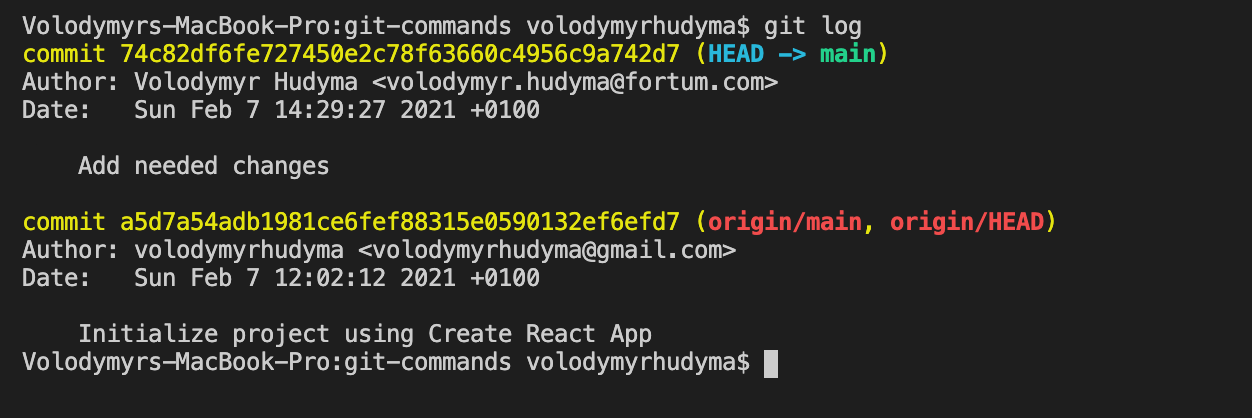 Volodymyrs-MacBook-Pro:git-commands volodymyrhudyma$ git log
commit 74c82df6fe727450e2c78f63660c4956c9a742d7 (HEAD -> main)
Author: Volodymyr Hudyma <volodymyr.hudyma@fortum.com>
Date:   Sun Feb 7 14:29:27 2021 +0100
    Add needed changes
commit a5d7a54adb1981ce6fef88315e0590132ef6efd7 (origin/main, origin/HEAD)
Author: volodymyrhudyma <volodymyrhudyma@gmail.com>
Date:   Sun Feb 7 12:02:12 2021 +0100
    Initialize project using Create React App
Volodymyrs-MacBook-Pro:git-commands volodymyrhudyma$